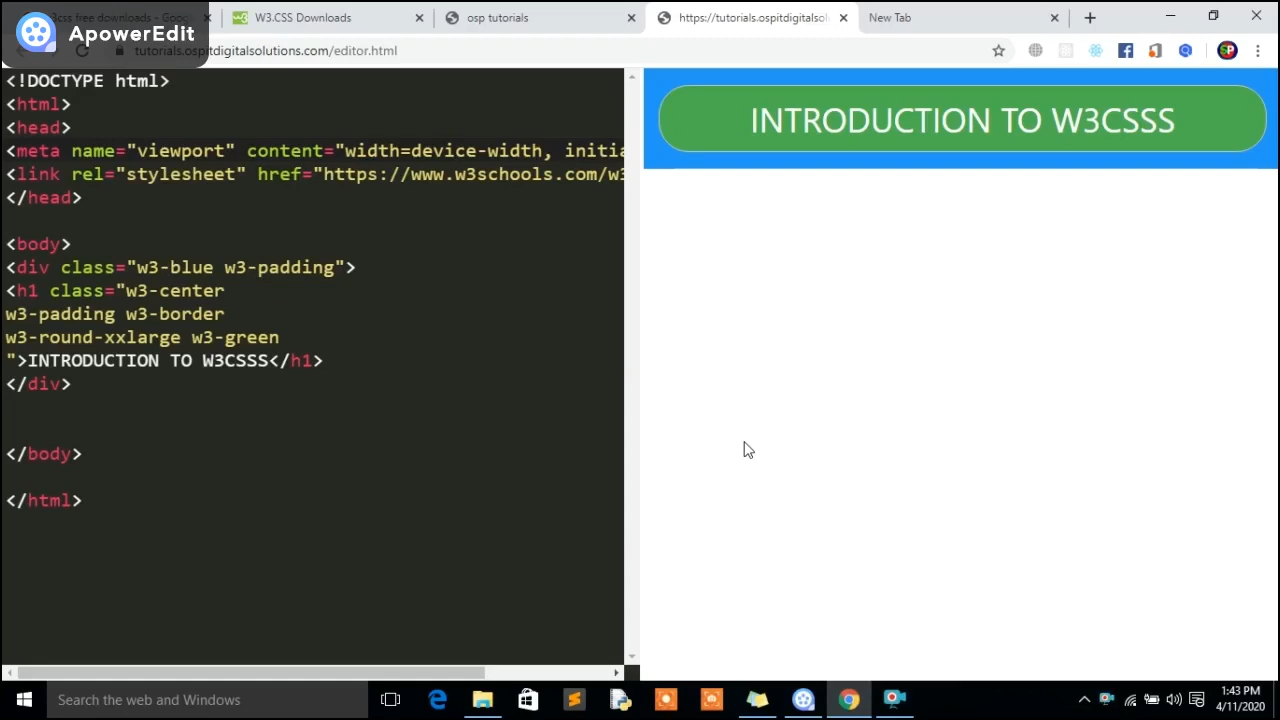 3css free downloads - Goog
W3.CSS Downloads
osp tutorials
https://tutorials.ospitdigitalsol
New Tab
ApowerEdit
tutorials.ospitdigitalsolutions.com/editor.html
<!DOCTYPE html>
<html>
<head>
<meta name="viewport" content="width=device-width, initia
<link rel="stylesheet" href="https://www.w3schools.com/w3
</head>
<body>
<div class="w3-blue w3-padding">
<h1 class="w3-center
w3-padding w3-border
w3-round-xxlarge w3-green
">INTRODUCTION TO W3CSSS</h1>
</div>
</body>
</html>
INTRODUCTION TO W3CSSS
Search the web and Windows
1:43 PM
4/11/2020